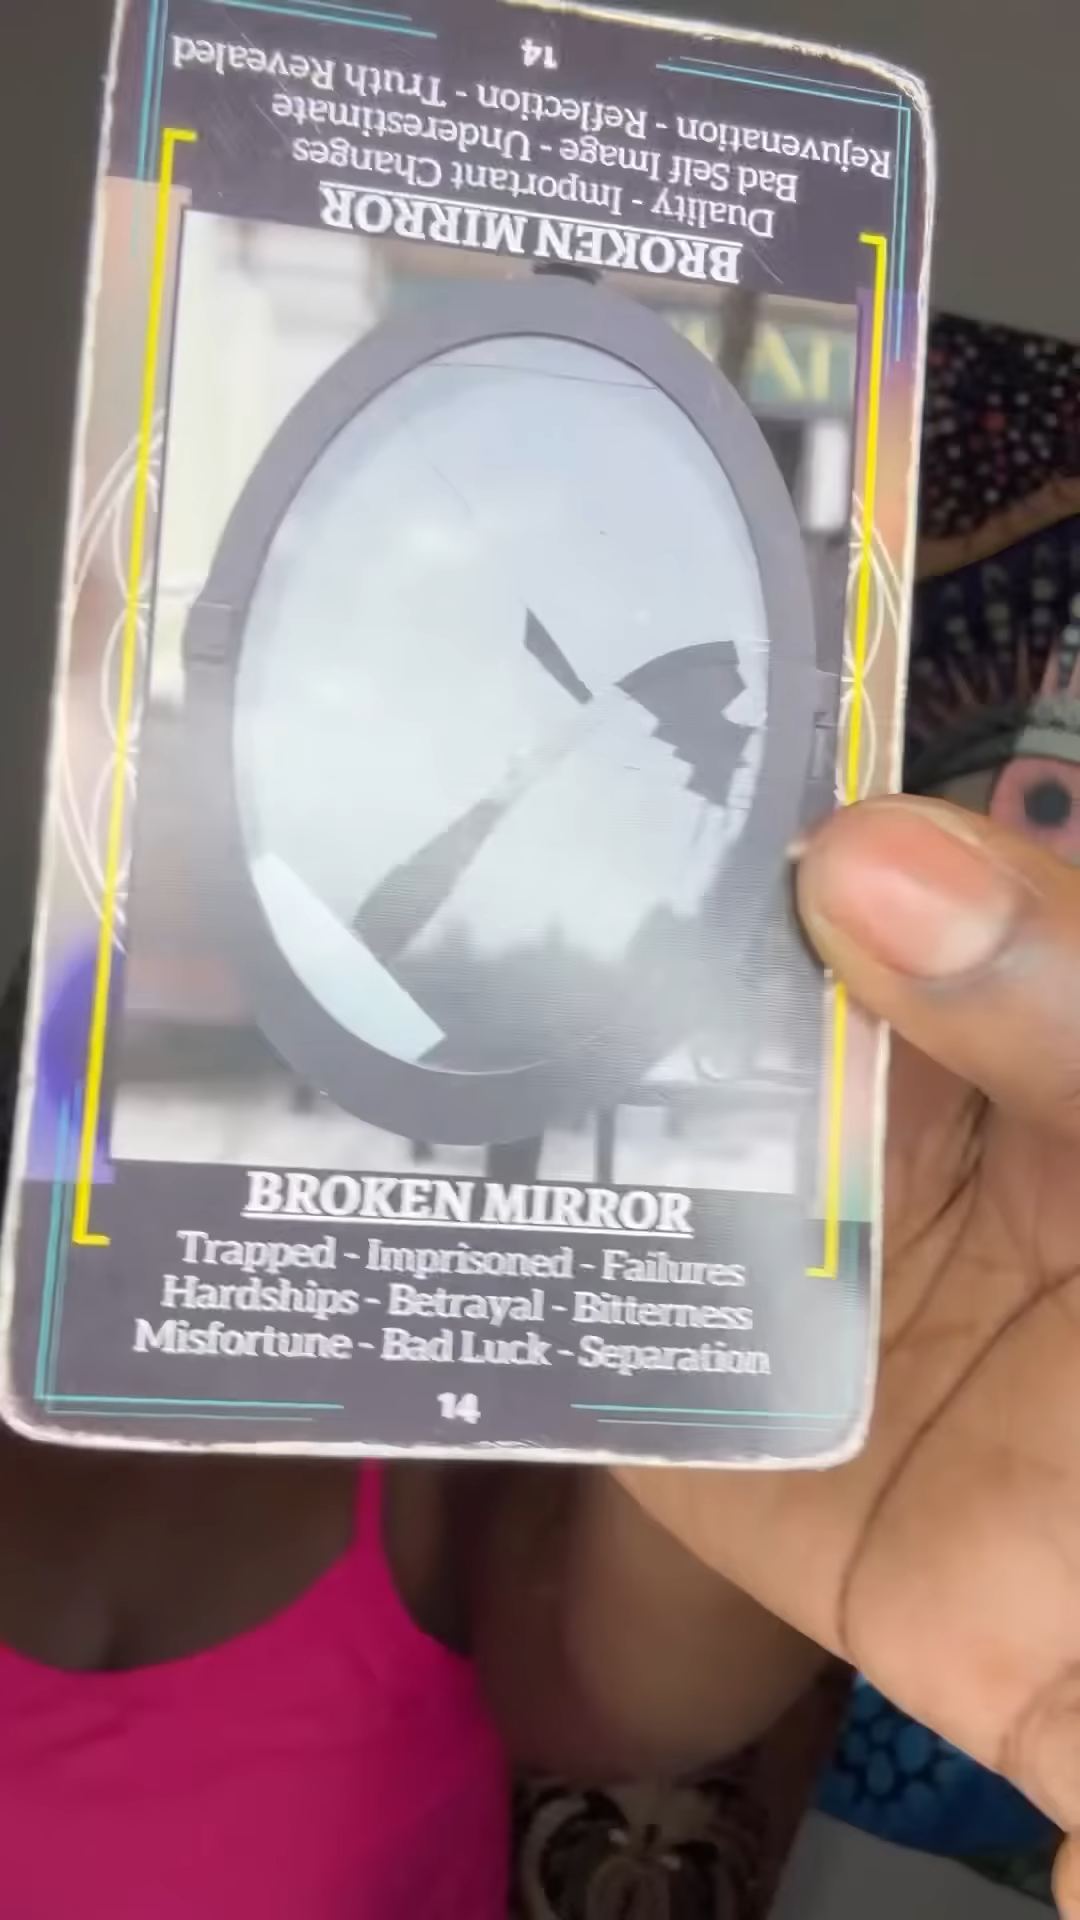 14
Rejuvenation - Reflection - Truth Revealed
Bad Self Image - Underestimate
Duality - Important Changes
BROKEN MIRROR
BROKEN MIRROR
Trapped - Imprisoned - Failures
Hardships - Betrayal - Bitterness
Misfortune - Bad Luck - Separation
14